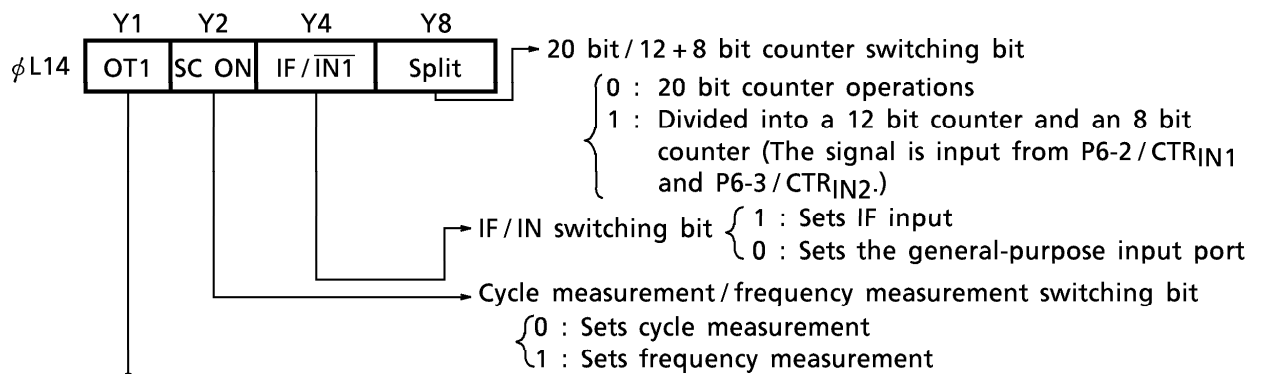 Y1 Y2 Y4 Y8
φL14 OT1 SC ON IF / IN1 Split
20 bit / 12 + 8 bit counter switching bit
0 : 20 bit counter operations
1 : Divided into a 12 bit counter and an 8 bit
counter (The signal is input from P6-2 / CTRIN1
and P6-3 / CTRIN2.)
IF / IN switching bit 1 : Sets IF input
0 : Sets the general-purpose input port
Cycle measurement / frequency measurement switching bit
0 : Sets cycle measurement
1 : Sets frequency measurement